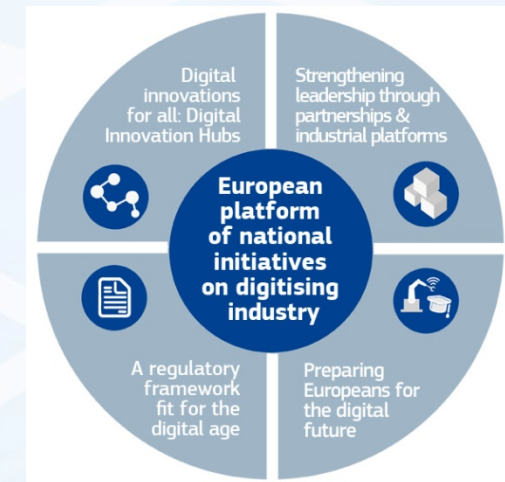 Digital
innovations
for all: Digital
Innovation Hubs
Strengthening
leadership through
partnerships &
industrial platforms
European
platform
of national
initiatives
on digitising
industry
A regulatory
framework
fit for the
digital age
Preparing
Europeans for
the digital
future